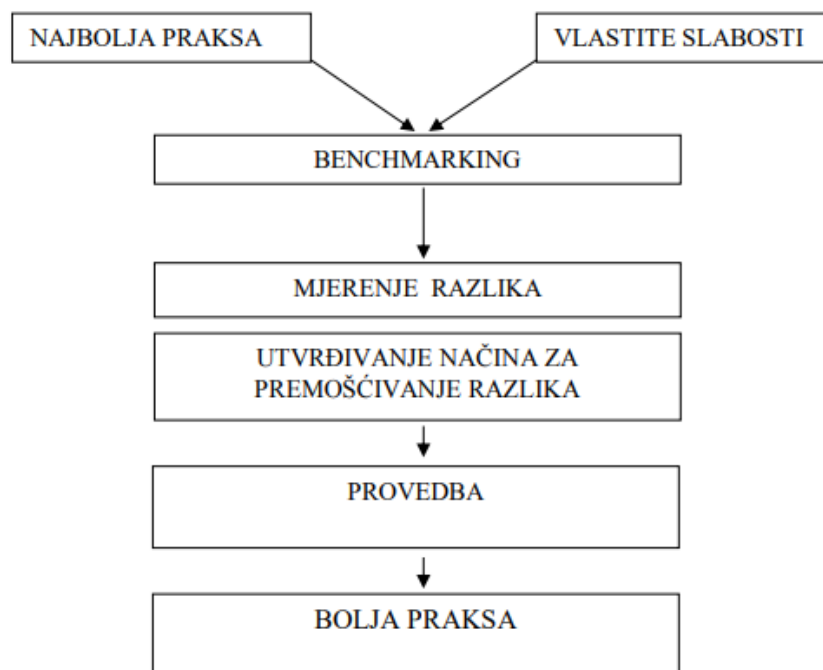 NAJBOLJA PRAKSA
VLASTITE SLABOSTI
BENCHMARKING
MJERENJE RAZLIKA
UTVRĐIVANJE NAČINA ZA
PREMOŠĆIVANJE RAZLIKA
PROVEDBA
BOLJA PRAKSA